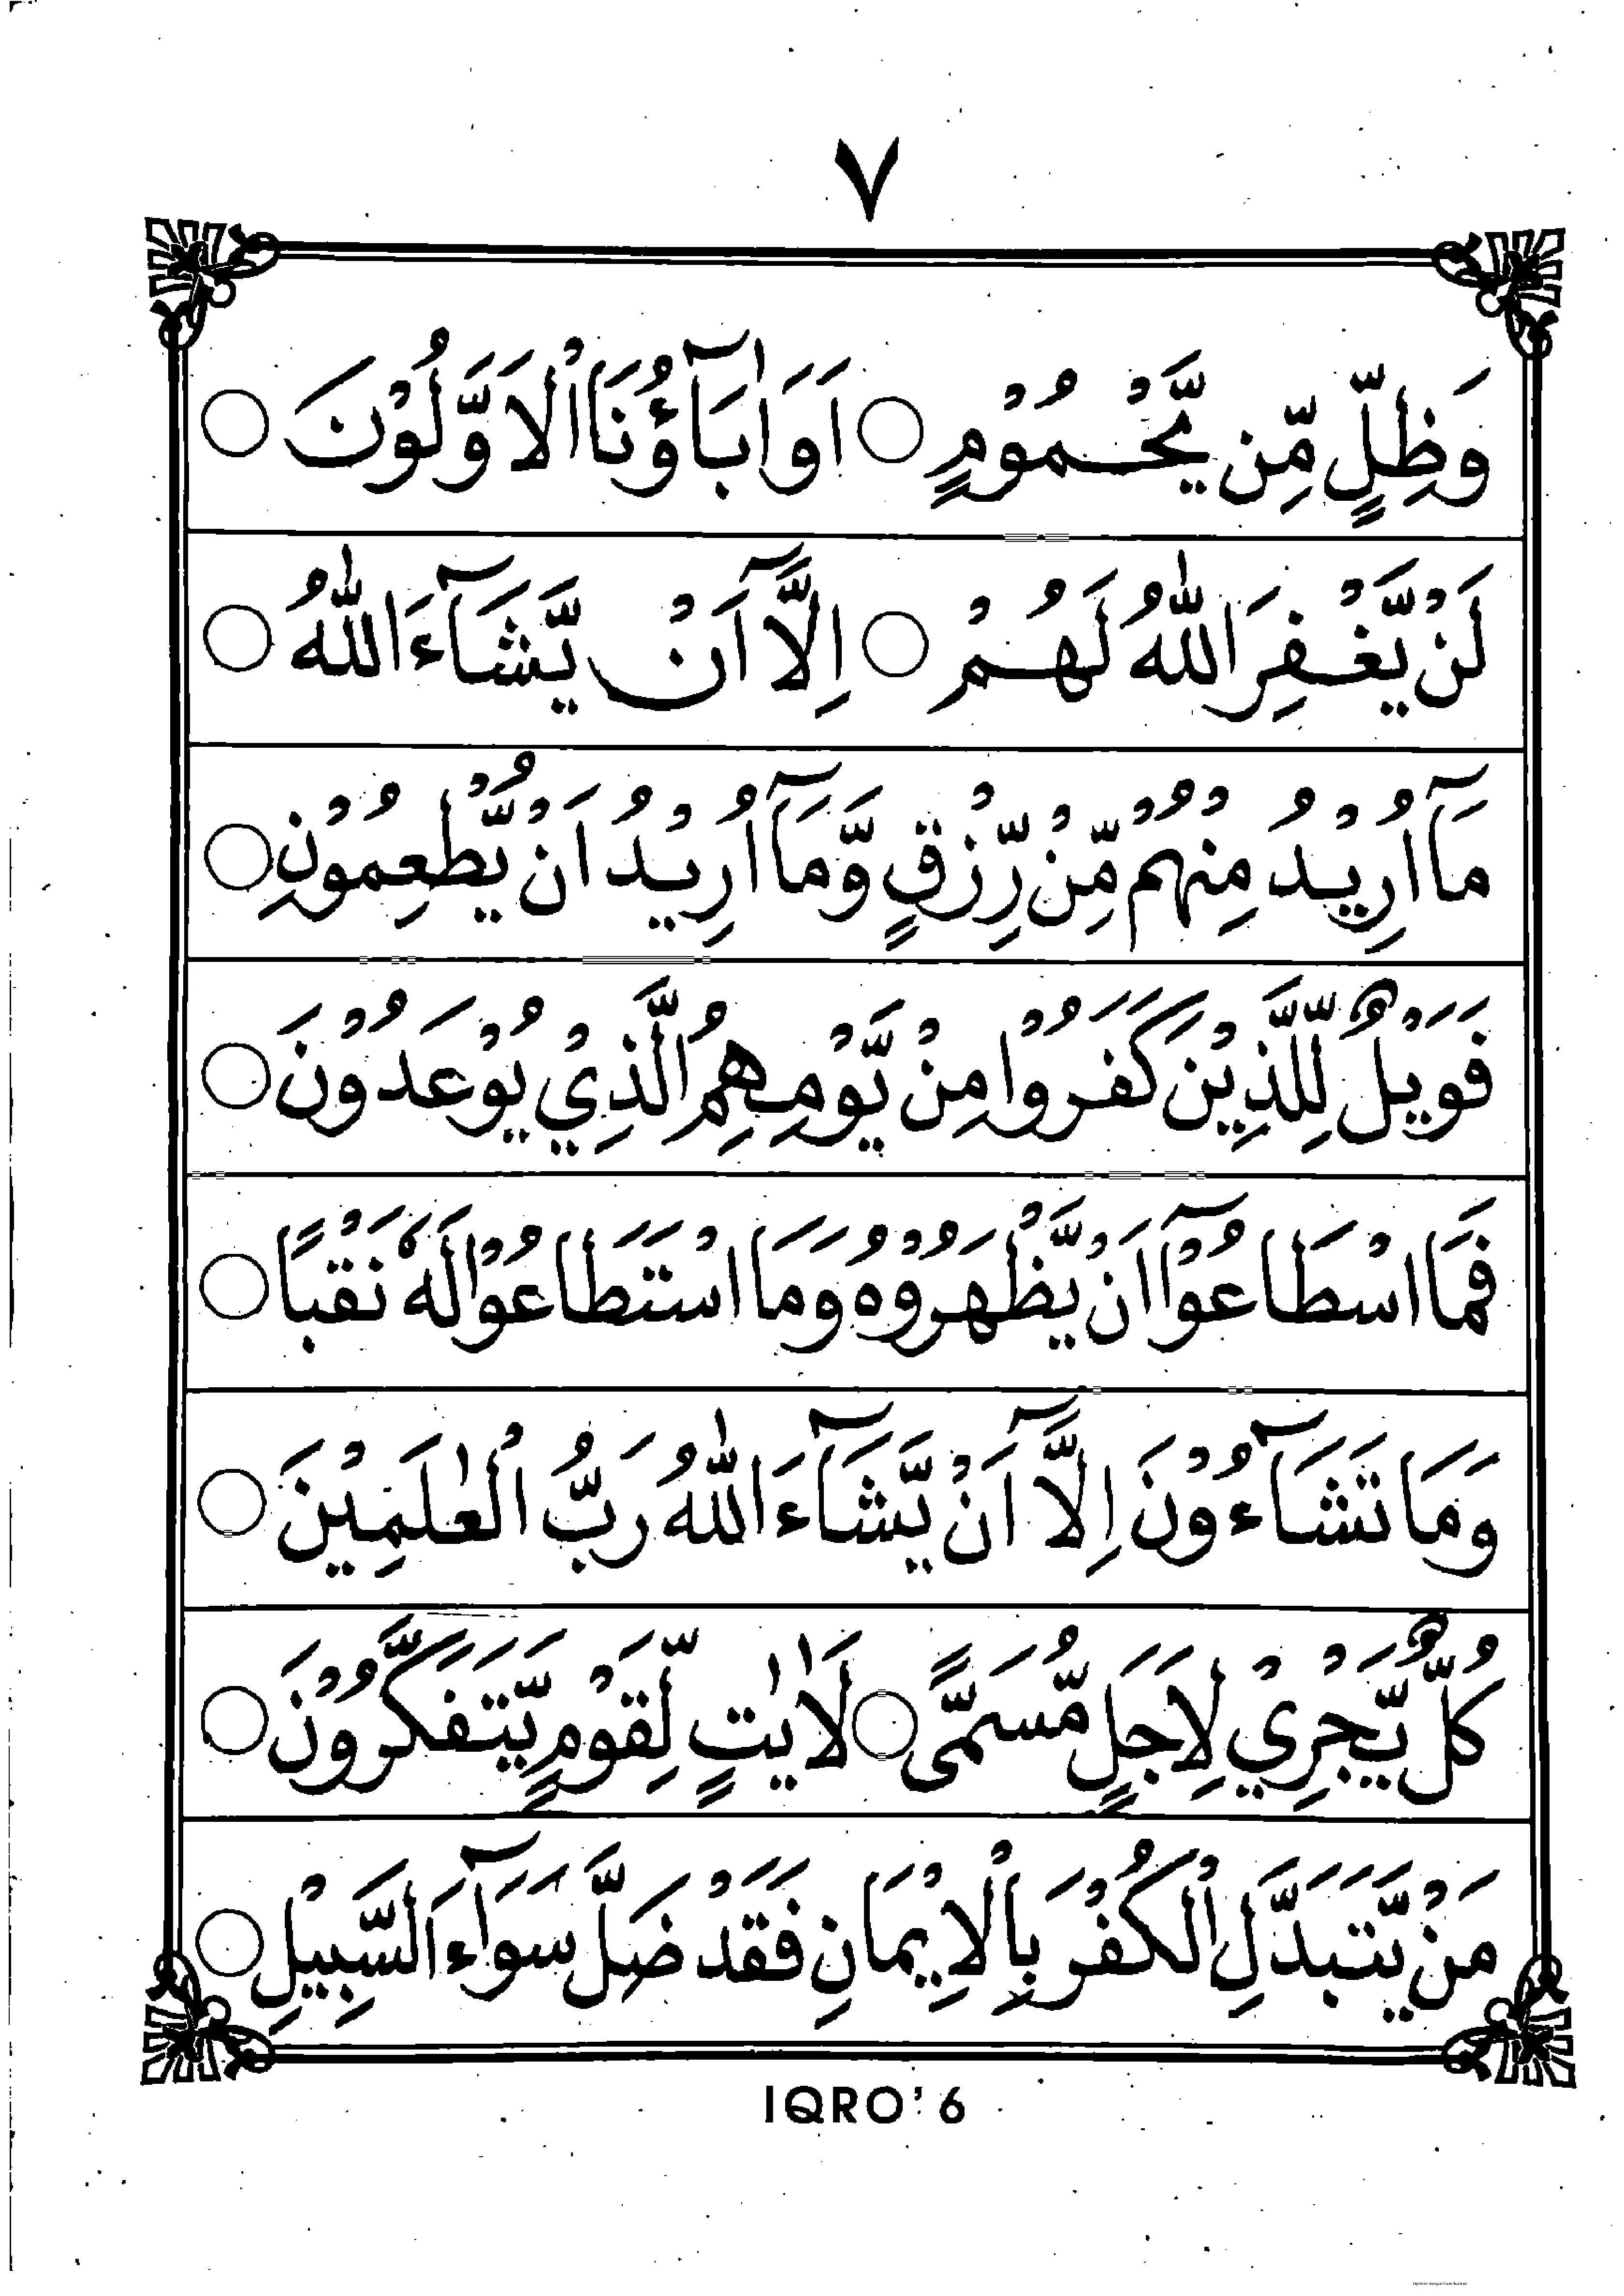 ٧
وَظِلٍّ مِّن يَّحْمُوْمٍ ○ اَوَاٰبَآؤُنَا الْاَوَّلُوْنَ ○
لَنْ يَّغْفِرَ اللّٰهُ لَهُمْ ○ اِلَّآ اَنْ يَّشَآءَ اللّٰهُ ○
مَآ اُرِيْدُ مِنْهُمْ مِّنْ رِّزْقٍ وَّمَآ اُرِيْدُ اَنْ يُّطْعِمُوْنِ ○
فَوَيْلٌ لِّلَّذِيْنَ كَفَرُوْا مِنْ يَّوْمِهِمُ الَّذِيْ يُوْعَدُوْنَ ○
فَمَا اسْطَاعُوْٓا اَنْ يَّظْهَرُوْهُ وَمَا اسْتَطَاعُوْا لَهٗ نَقْبًا ○
وَمَا تَشَآءُوْنَ اِلَّآ اَنْ يَّشَآءَ اللّٰهُ رَبُّ الْعٰلَمِيْنَ ○
كُلٌّ يَّجْرِيْ لِاَجَلٍ مُّسَمًّى ○ لَاٰيٰتٍ لِّقَوْمٍ يَّتَفَكَّرُوْنَ ○
مَنْ يَّتَبَدَّلِ الْكُفْرَ بِالْاِيْمَانِ فَقَدْ ضَلَّ سَوَآءَ السَّبِيْلِ ○
IQRO' 6